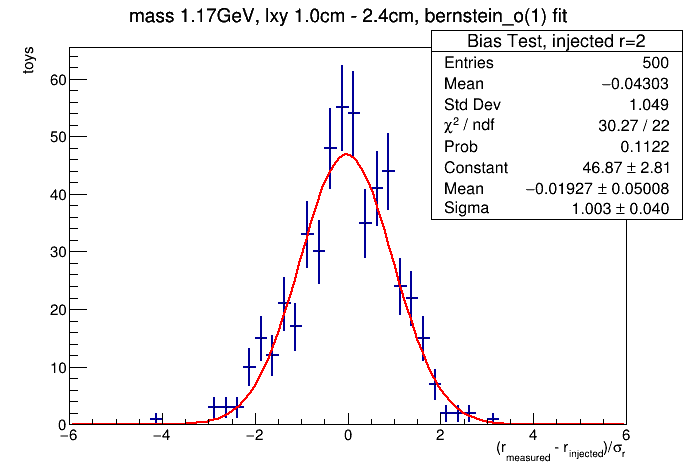 mass 1.17GeV, lxy 1.0cm - 2.4cm, bernstein_o(1) fit
toys
Bias Test, injected r=2
Entries 500
Mean −0.04303
Std Dev 1.049
χ² / ndf 30.27 / 22
Prob 0.1122
Constant 46.87 ± 2.81
Mean −0.01927 ± 0.05008
Sigma 1.003 ± 0.040
60
50
40
30
20
10
0
−6 −4 −2 0 2 4 6
(r_measured - r_injected)/σ_r